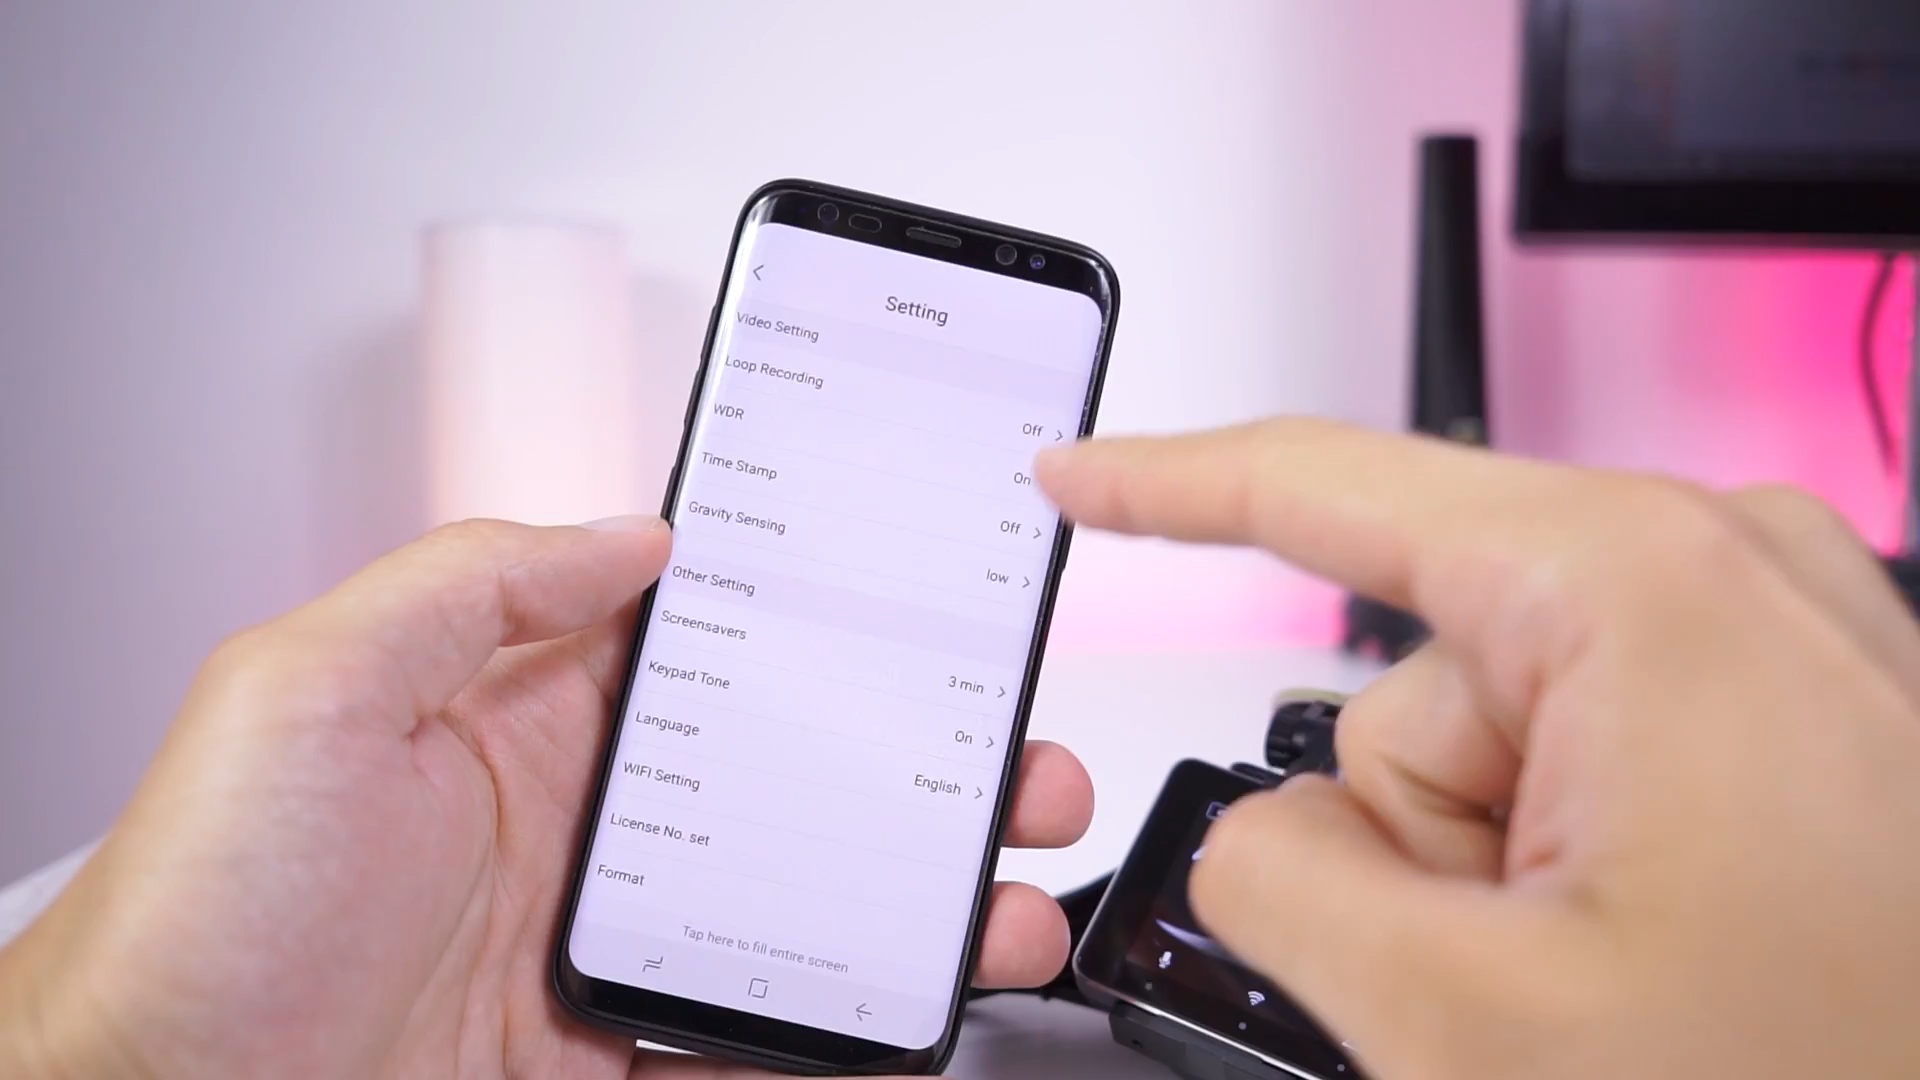 Setting
Video Setting
Loop Recording Off
WDR On
Time Stamp Off
Gravity Sensing low
Other Setting
Screensavers 3 min
Keypad Tone On
Language English
WIFI Setting
License No. set
Format
Tap here to fill entire screen